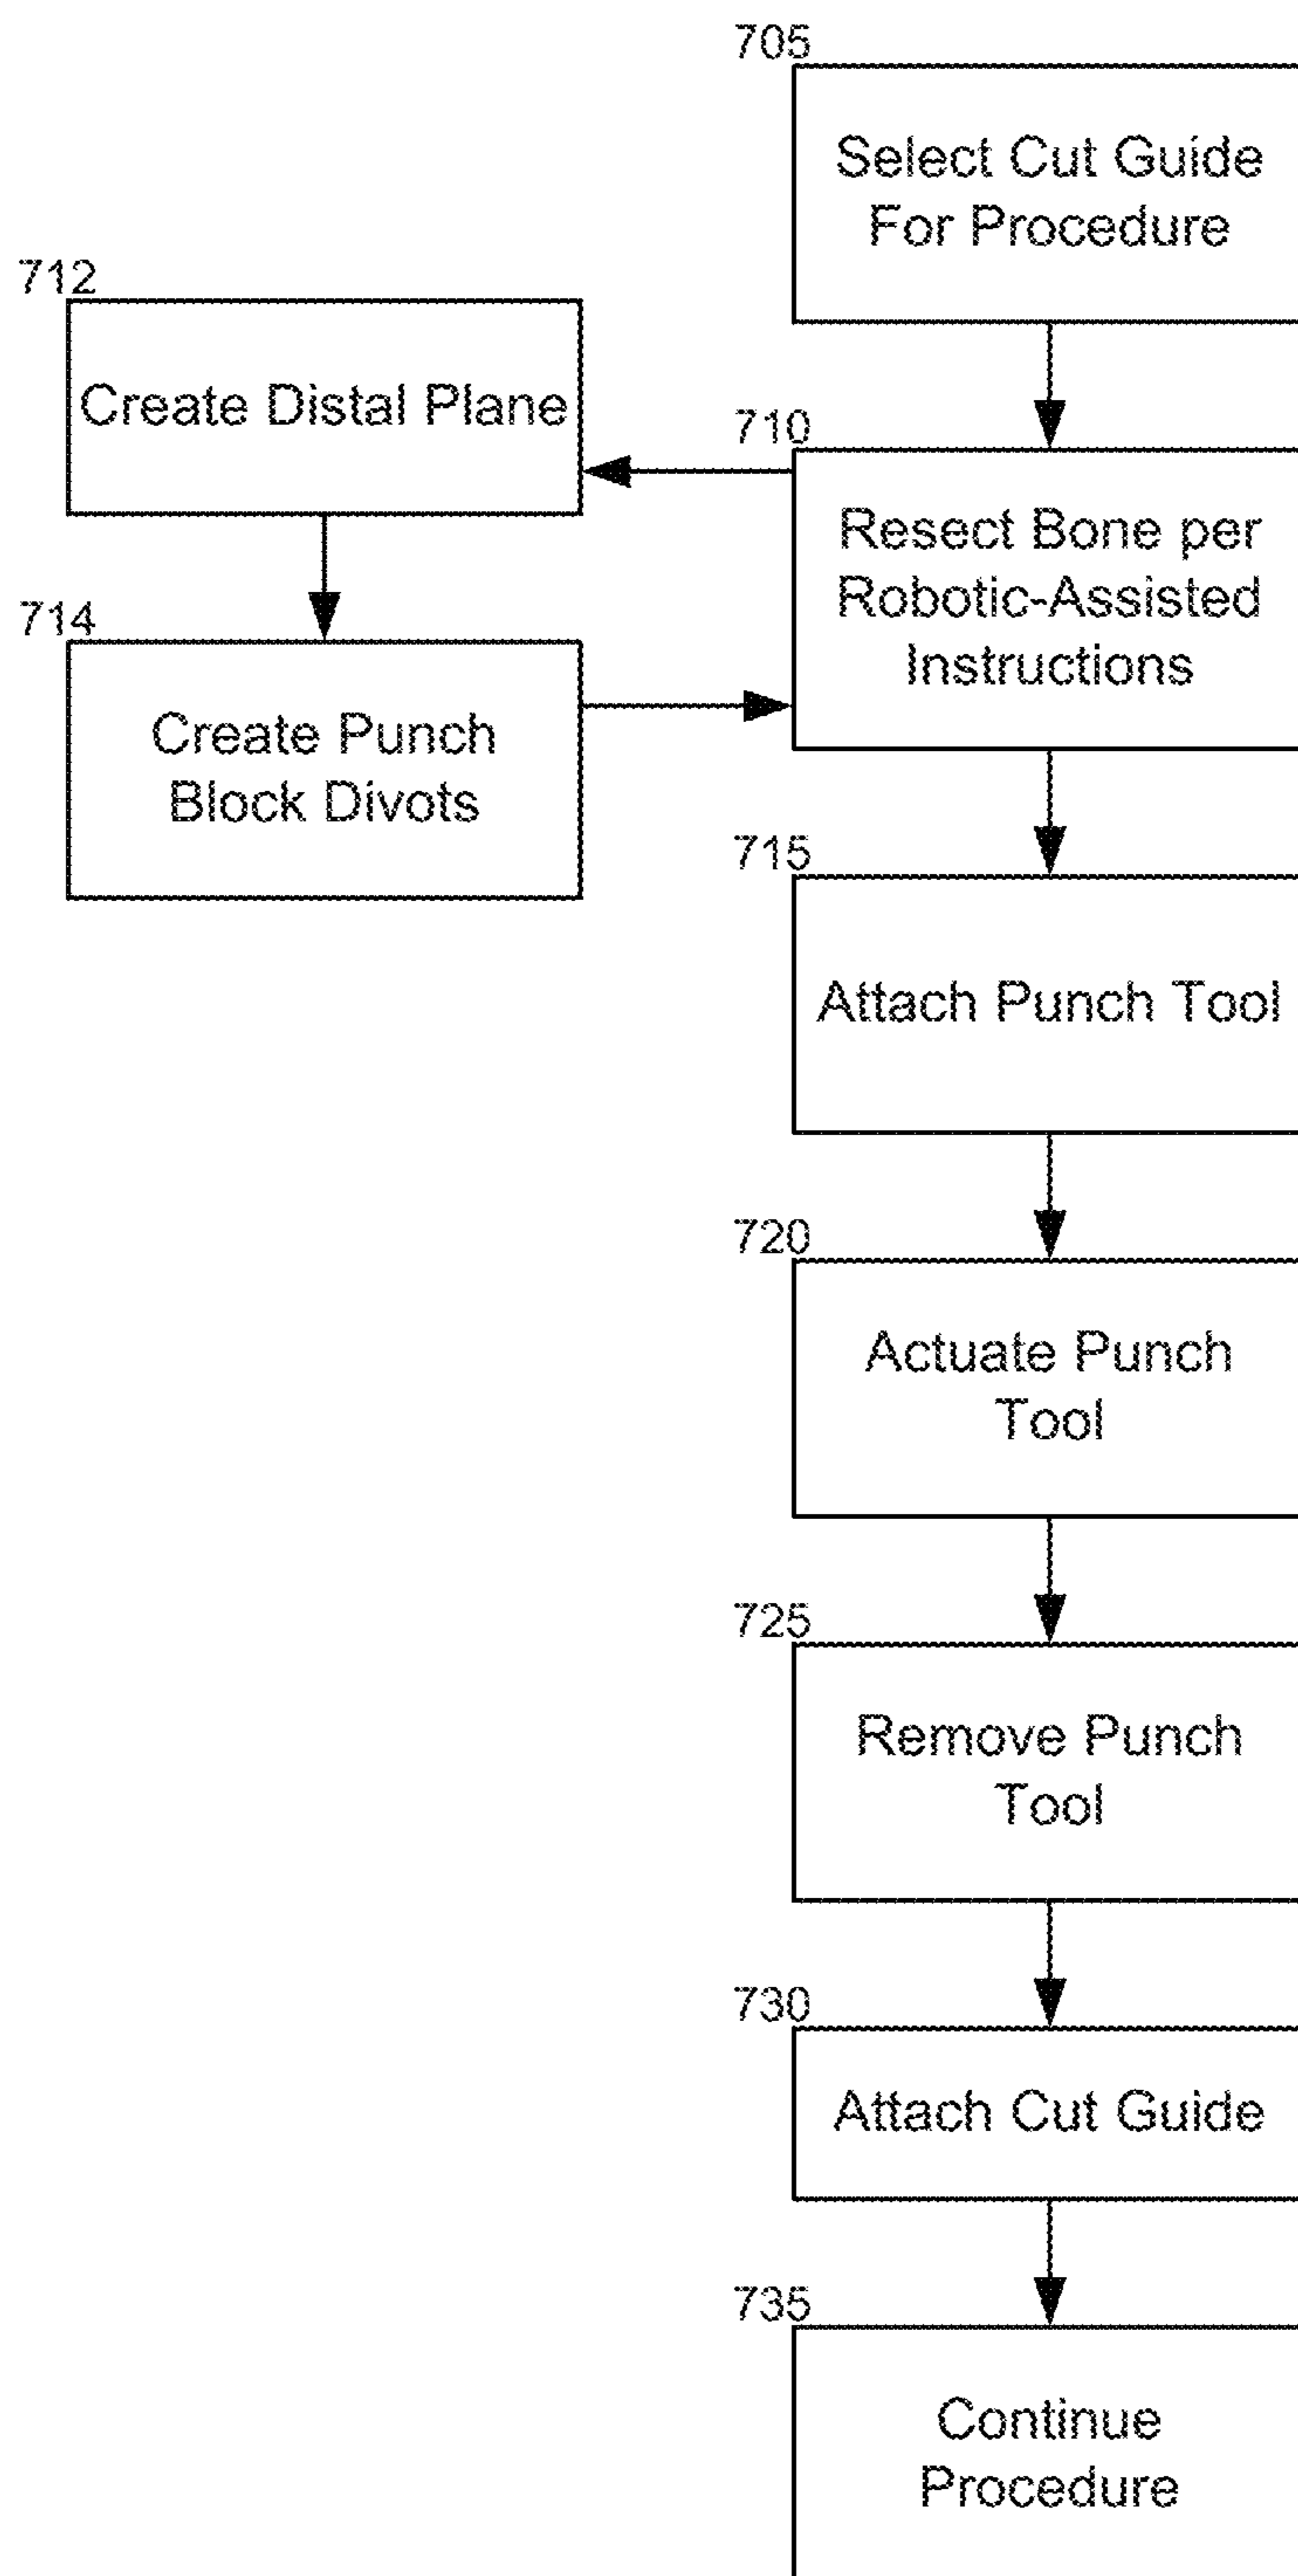 705
Select Cut Guide
For Procedure
712
Create Distal Plane
710
Resect Bone per
Robotic-Assisted
Instructions
714
Create Punch
Block Divots
715
Attach Punch Tool
720
Actuate Punch
Tool
725
Remove Punch
Tool
730
Attach Cut Guide
735
Continue
Procedure